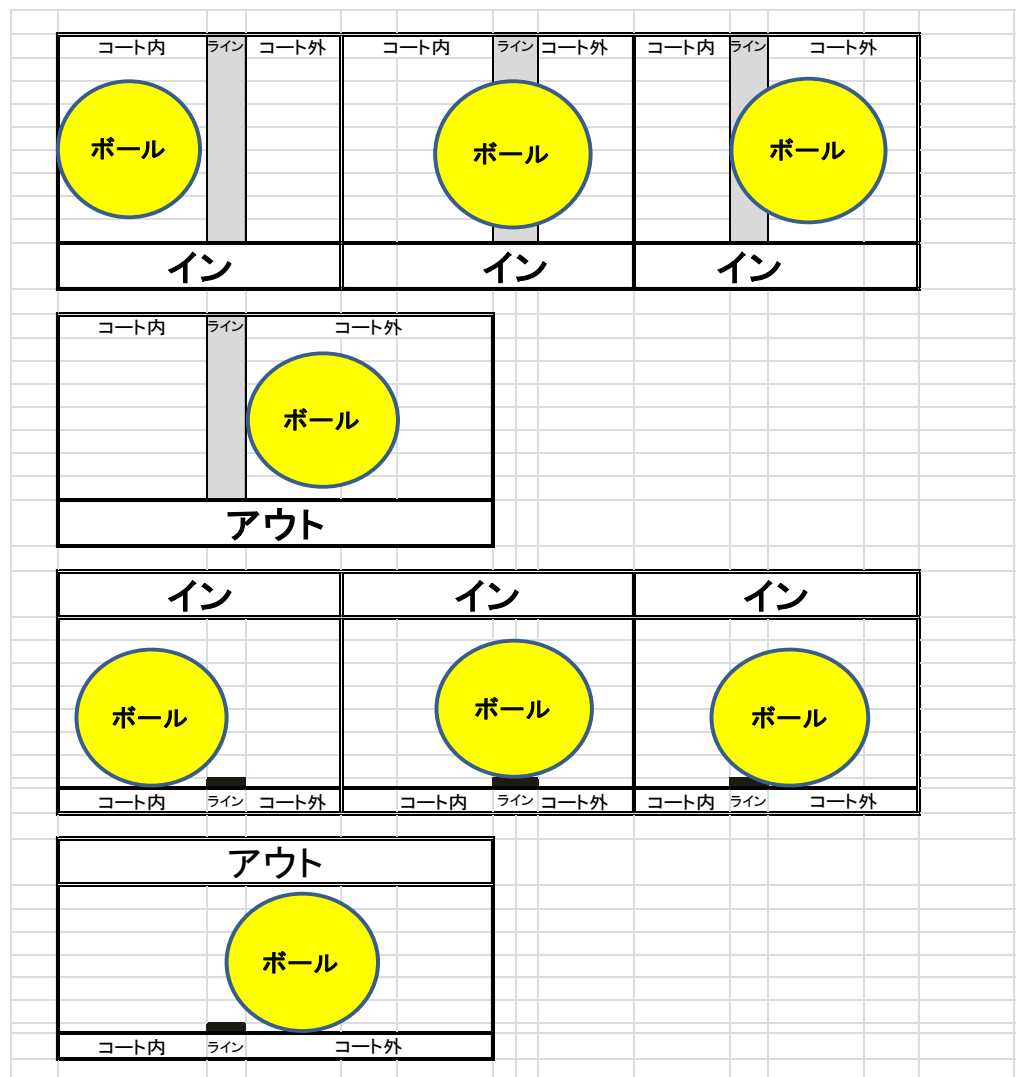 コート内 ライン コート外 コート内 ライン コート外 コート内 ライン コート外
ボール ボール ボール
イン イン イン
コート内 ライン コート外
ボール
アウト
イン イン イン
ボール ボール ボール
コート内 ライン コート外 コート内 ライン コート外 コート内 ライン コート外
アウト
ボール
コート内 ライン コート外